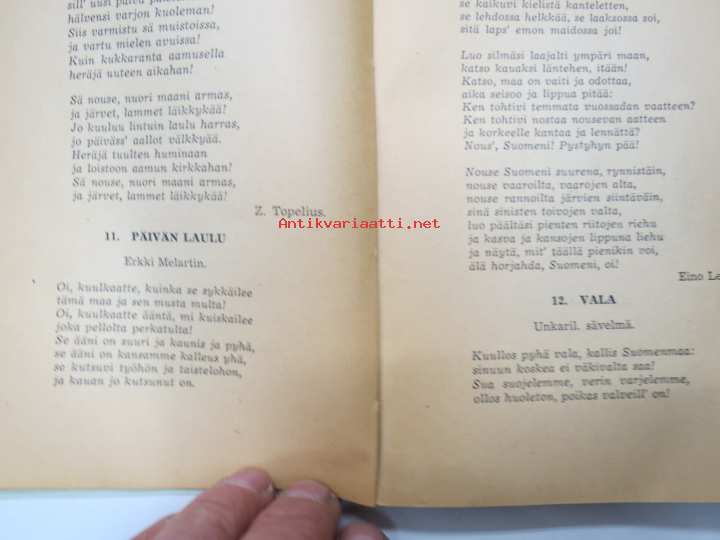 sill' uusi päivä
hälvensi varjon kuoleman!
Siis varmistu sä muistoissa,
ja vartu mielen avuissa!
Kuin kukkaranta aamusella
heräjä uuteen aikahan!
Sä nouse, nuori maani armas,
ja järvet, lammet läikkykää!
Jo kuuluu lintuin laulu harras,
jo päiväss' aallot välkkyää.
Heräjä tuulten huminaan
ja loistoon aamun kirkkahan!
Sä nouse, nuori maani armas,
ja järvet, lammet läikkykää!
Z. Topelius.
11. PÄIVÄN LAULU
Erkki Melartin.
Oi, kuulkaatte, kuinka se sykkäilee
tämä maa ja sen musta multa!
Oi, kuulkaatte ääntä, mi kuiskailee
joka pellolta perkatulta!
Se ääni on suuri ja kaunis ja pyhä,
se ääni on kansamme kalleus yhä,
se kutsuvi työhön ja taistelohon,
ja kauan jo kutsunut on.
se kaikuvi kielistä kanteletten,
se lehdossa helkkää, se laaksossa soi,
sitä laps' emon maidossa joi!
Luo silmäsi laajalti ympäri maan,
katso kauaksi läntehen, itään!
Katso, maa on vaiti ja odottaa,
aika seisoo ja lippua pitää:
Ken tohtivi temmata vuossadan vaatteen?
Ken tohtivi nostaa nousevan aatteen
ja korkeelle kantaa ja lennättä?
Nous', Suomeni! Pystyhyn pää!
Nouse Suomeni suurena, rynnistäin,
nouse vaaroilta, vaarojen alta,
nouse rannoilta järvien siintäväin,
sinä sinisten toivojen valta,
luo päältäsi pienten riitojen riehu
ja kasva ja kansojen lippuna liehu
ja näytä, mit' täällä pienikin voi,
älä horjahda, Suomeni, oi!
Eino Le
12. VALA
Unkaril. sävelmä.
Kuullos pyhä vala, kallis Suomenmaa:
sinuun koskea ei väkivalta saa!
Sua suojelemme, verin varjelemme,
ollos huoleton, poikas valveill' on!
Antikvariaatti.net